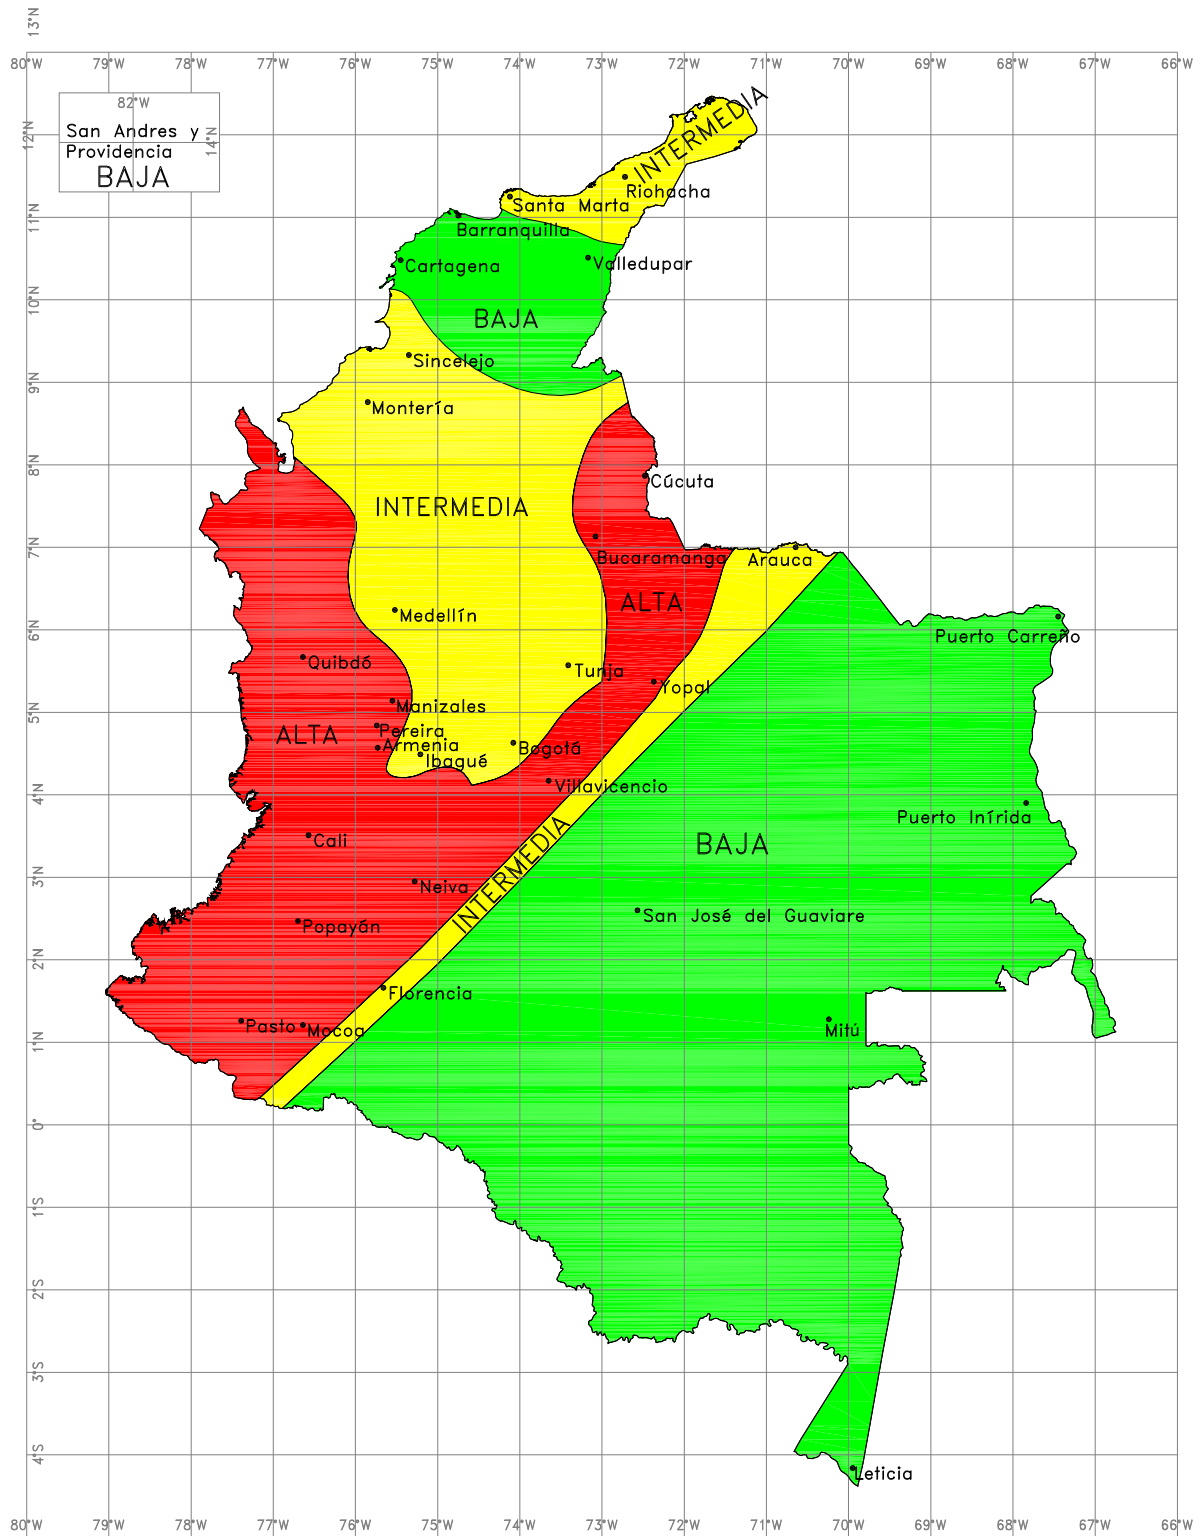 13°N
80°W 79°W 78°W 77°W 76°W 75°W 74°W 73°W 72°W 71°W 70°W 69°W 68°W 67°W 66°W
82°W
San Andres y
14°N
Providencia
BAJA
12°N
INTERMEDIA
Riohacha
Santa Marta
11°N
Barranquilla
Valledupar
Cartagena
10°N
BAJA
Sincelejo
9°N
Montería
8°N
Cúcuta
INTERMEDIA
7°N
Bucaramanga
Arauca
ALTA
Medellín
6°N
Puerto Carreño
Quibdó
Tunja
Yopal
5°N
Manizales
Pereira
ALTA
Armenia
Bogotá
Ibagué
Villavicencio
4°N
Puerto Inírida
Cali
BAJA
INTERMEDIA
3°N
Neiva
San José del Guaviare
Popayán
2°N
Florencia
Pasto
Mocoa
Mitú
1°N
0°
1°S
2°S
3°S
4°S
Leticia
80°W 79°W 78°W 77°W 76°W 75°W 74°W 73°W 72°W 71°W 70°W 69°W 68°W 67°W 66°W